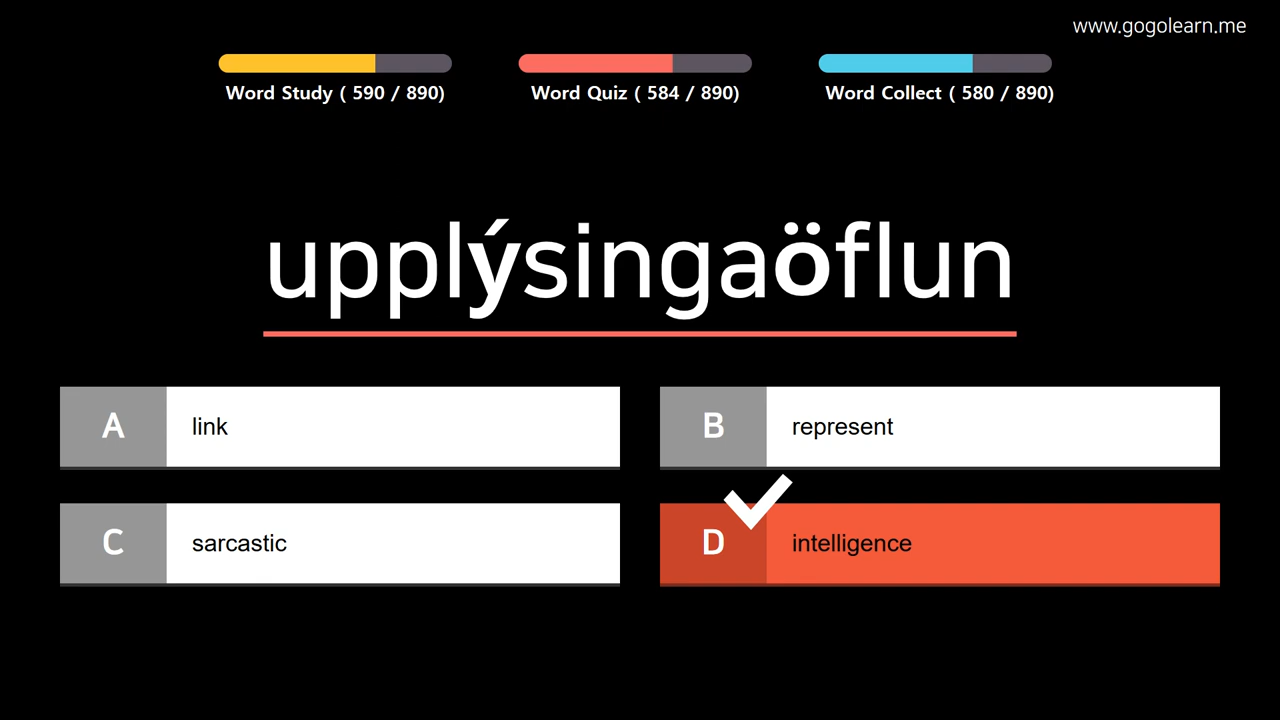 www.gogolearn.me
Word Study ( 590 / 890)
Word Quiz ( 584 / 890)
Word Collect ( 580 / 890)
upplýsingaöflun
A link
B represent
C sarcastic
D intelligence